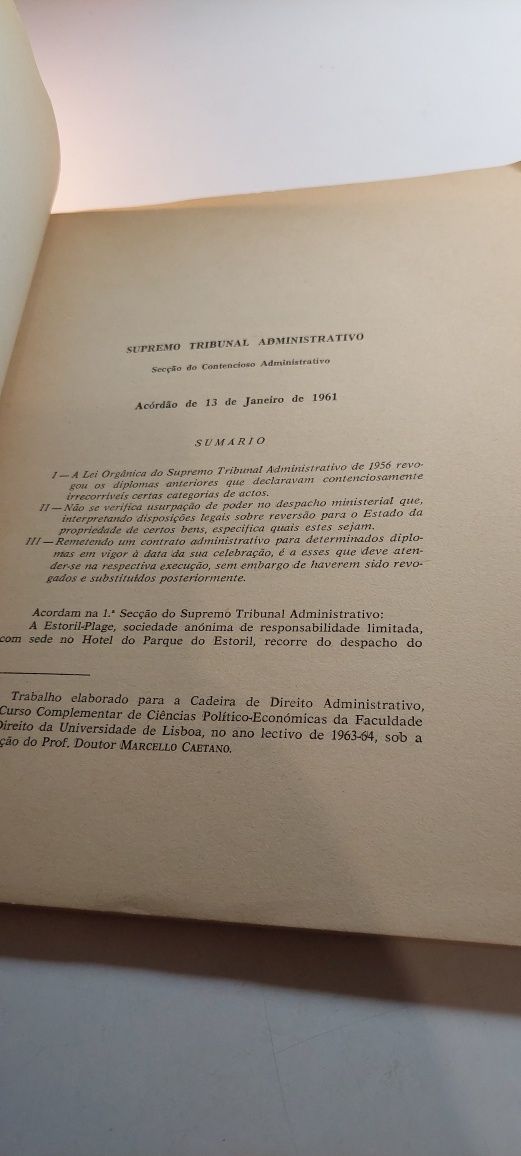 SUPREMO TRIBUNAL ADMINISTRATIVO
Secção do Contencioso Administrativo
Acórdão de 13 de Janeiro de 1961
SUMARIO
I — A Lei Orgânica do Supremo Tribunal Administrativo de 1956 revo-
gou os diplomas anteriores que declaravam contenciosamente
irrecorríveis certas categorias de actos.
II — Não se verifica usurpação de poder no despacho ministerial que,
interpretando disposições legais sobre reversão para o Estado da
propriedade de certos bens, especifica quais estes sejam.
III — Remetendo um contrato administrativo para determinados diplo-
mas em vigor à data da sua celebração, é a esses que deve aten-
der-se na respectiva execução, sem embargo de haverem sido revo-
gados e substituídos posteriormente.
Acordam na 1.ª Secção do Supremo Tribunal Administrativo:
A Estoril-Plage, sociedade anónima de responsabilidade limitada,
com sede no Hotel do Parque do Estoril, recorre do despacho do
Trabalho elaborado para a Cadeira de Direito Administrativo,
Curso Complementar de Ciências Político-Económicas da Faculdade
Direito da Universidade de Lisboa, no ano lectivo de 1963-64, sob a
ção do Prof. Doutor MARCELLO CAETANO.